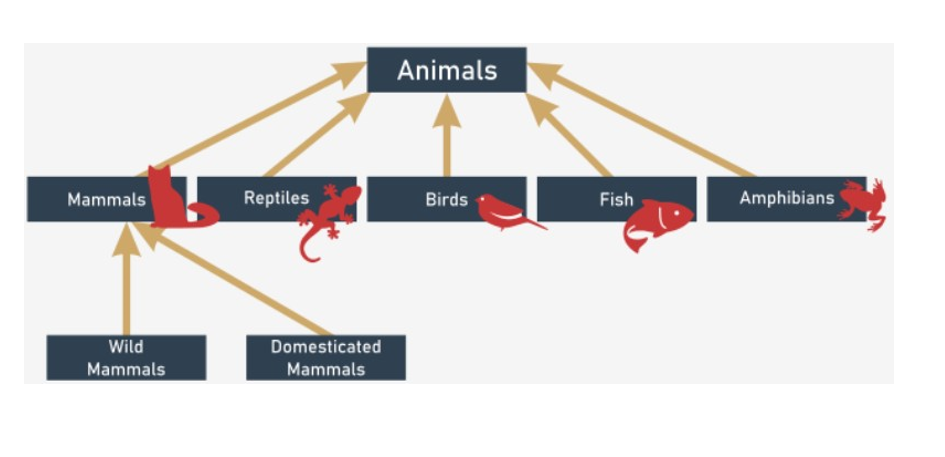 Animals
Mammals
Reptiles
Birds
Fish
Amphibians
Wild
Mammals
Domesticated
Mammals